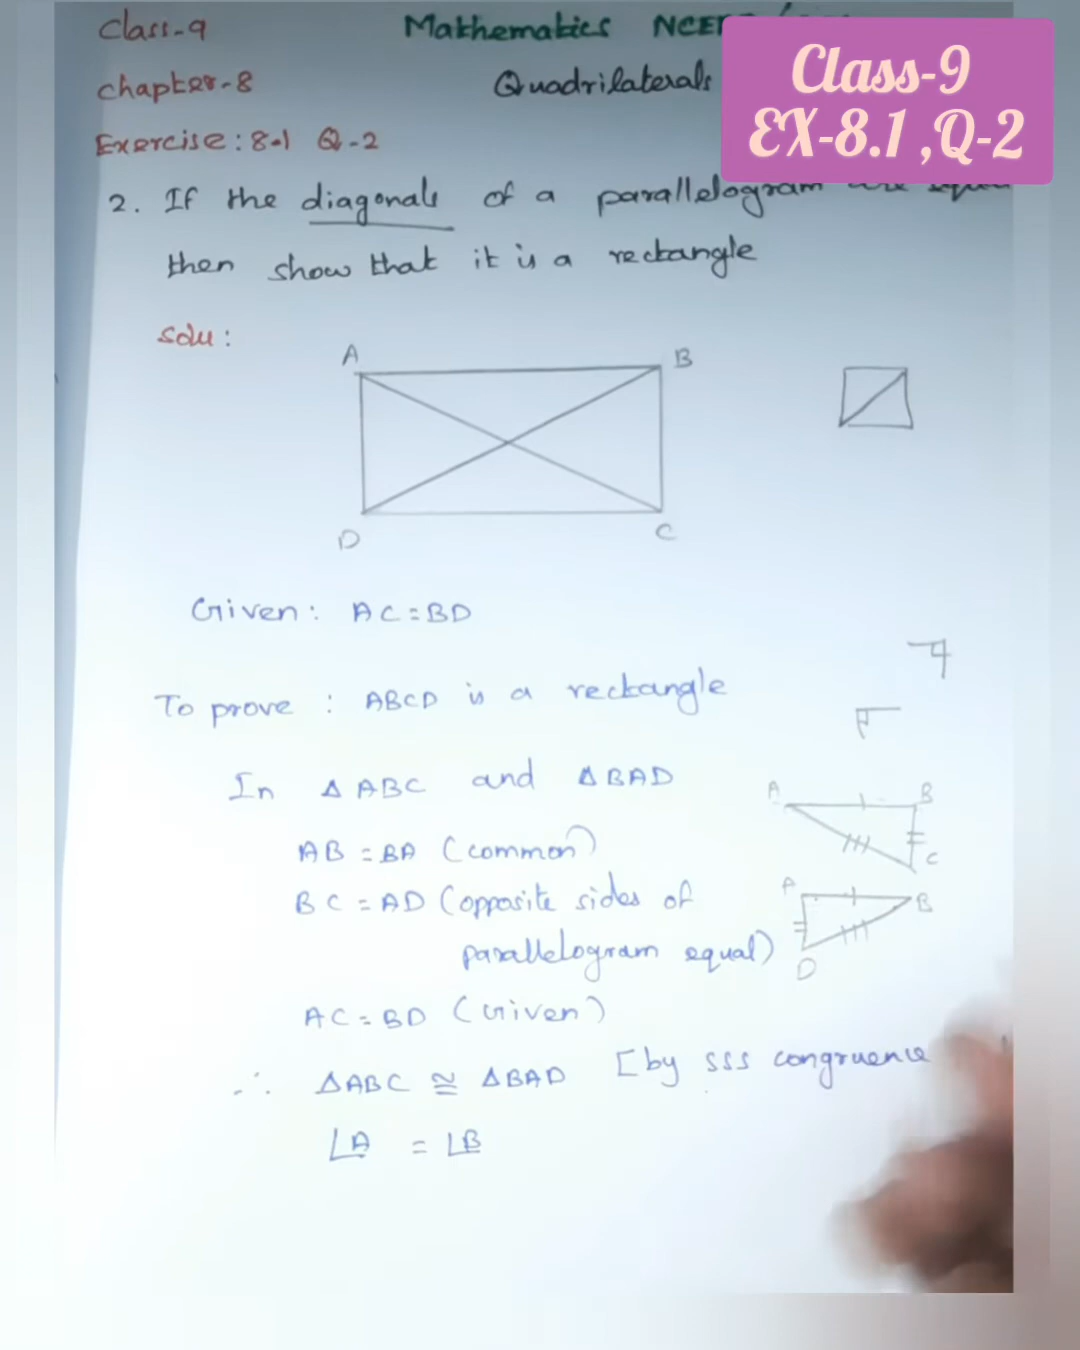 Class-9
Mathematics NCE
Class-9
EX-8.1 ,Q-2
Chapter-8
Quadrilaterals
Exercise: 8.1 Q-2
2. If the diagonals of a parallelogram are equal
then show that it is a rectangle
Solu:
A
B
D
C
Given: AC=BD
To prove : ABCD is a rectangle
In △ABC and △BAD
AB = BA (common)
BC = AD (opposite sides of
parallelogram equal)
AC = BD (Given)
∴ △ABC ≅ △BAD [by SSS congruence
∠A = ∠B
A
B
C
A
B
D